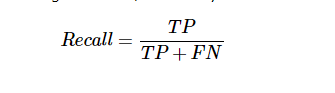 Recall = TP / TP + FN